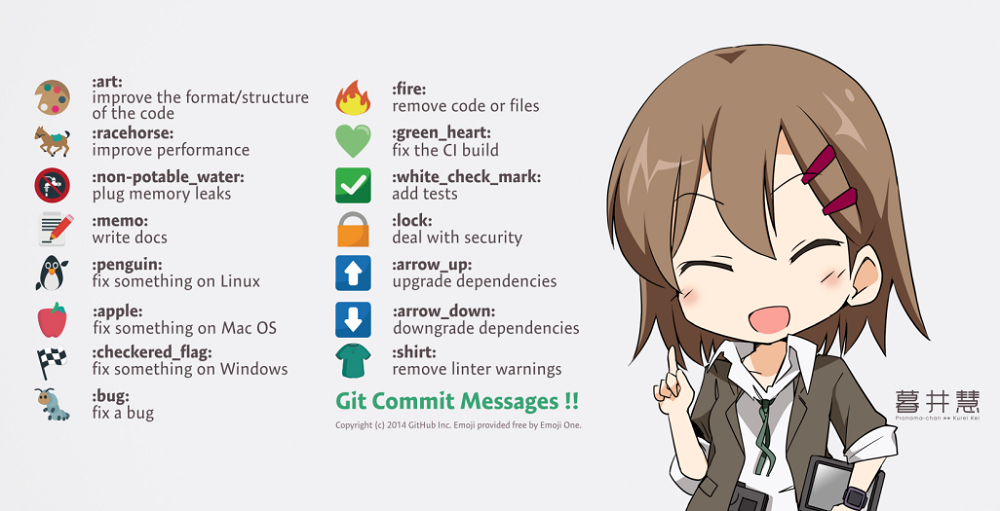 :art:
improve the format/structure
of the code
:racehorse:
improve performance
:non-potable_water:
plug memory leaks
:memo:
write docs
:penguin:
fix something on Linux
:apple:
fix something on Mac OS
:checkered_flag:
fix something on Windows
:bug:
fix a bug
:fire:
remove code or files
:green_heart:
fix the CI build
:white_check_mark:
add tests
:lock:
deal with security
:arrow_up:
upgrade dependencies
:arrow_down:
downgrade dependencies
:shirt:
remove linter warnings
Git Commit Messages !!
Copyright (c) 2014 GitHub Inc. Emoji provided free by Emoji One.
暮井慧
Pronama-chan Kurei Kei